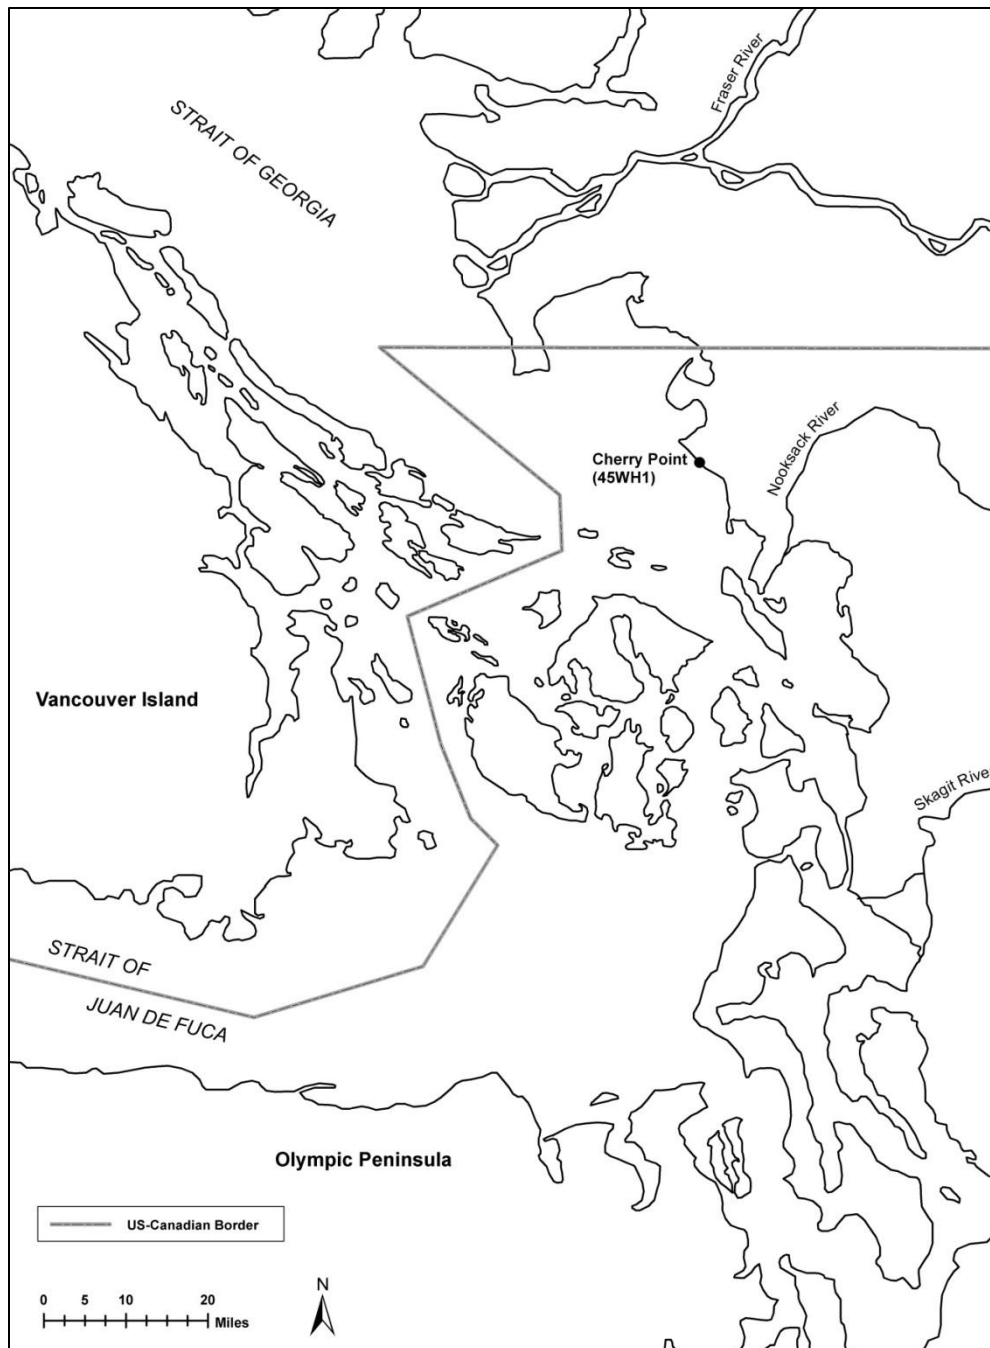 Fraser River
STRAIT OF GEORGIA
Nooksack River
Cherry Point
(45WH1)
Vancouver Island
Skagit River
STRAIT OF
JUAN DE FUCA
Olympic Peninsula
US-Canadian Border
N
0 5 10 20
Miles